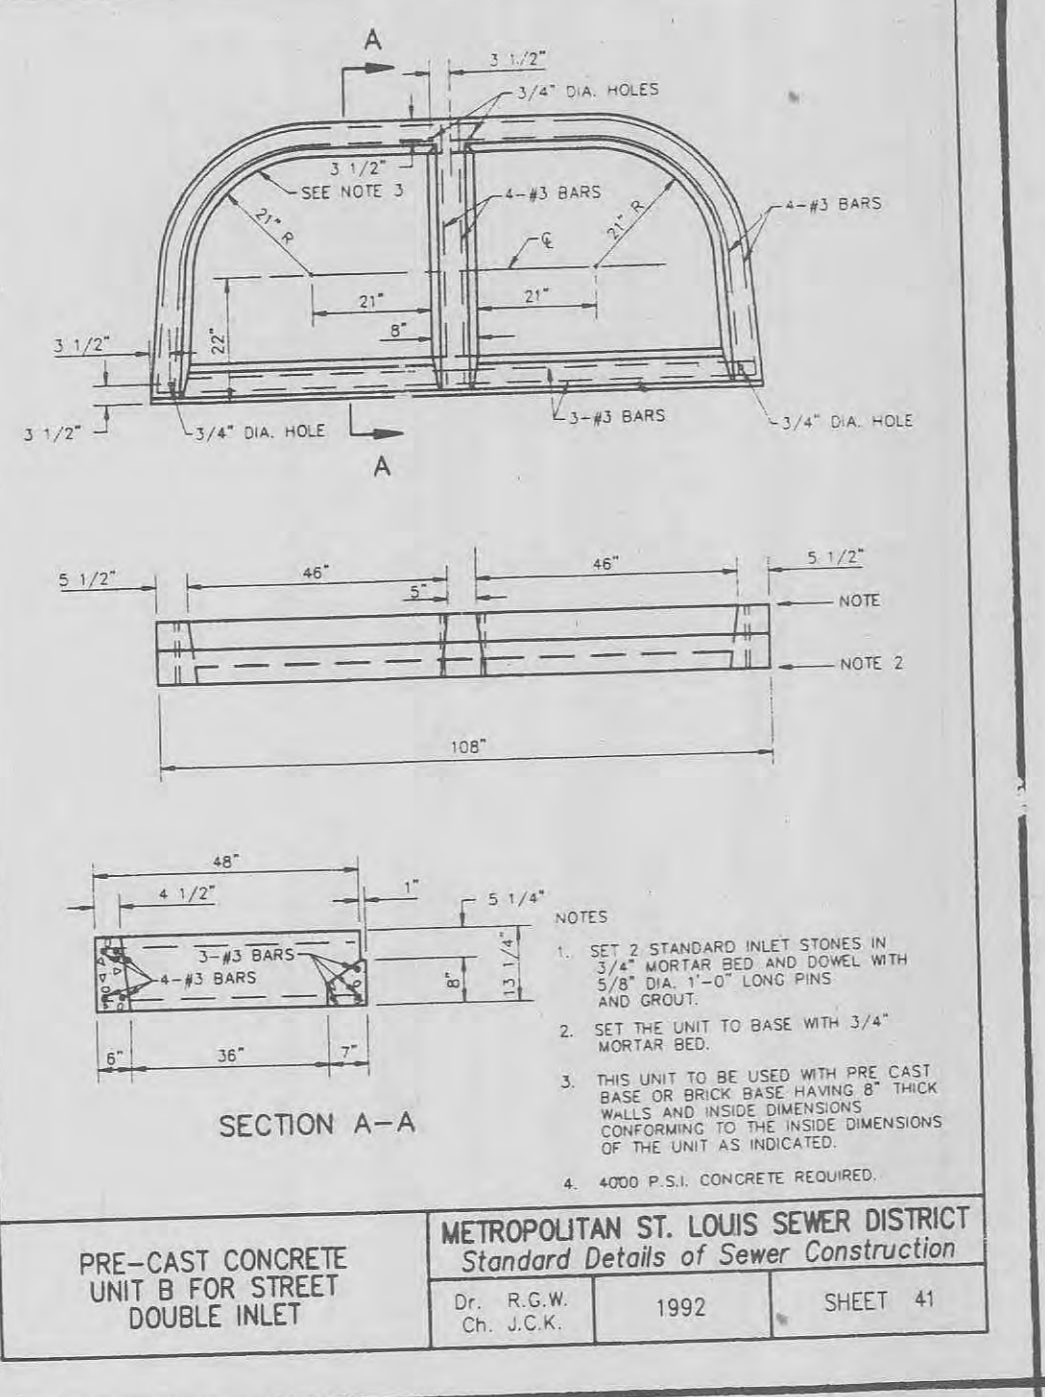 A
3 1/2"
3/4" DIA. HOLES
3 1/2"
SEE NOTE 3
4-#3 BARS
4-#3 BARS
21" R
21" R
℄
21"
21"
22"
8"
3 1/2"
3 1/2"
3/4" DIA. HOLE
3-#3 BARS
3/4" DIA. HOLE
A
5 1/2"
46"
5"
46"
5 1/2"
NOTE
NOTE 2
108"
48"
4 1/2"
1"
5 1/4"
3-#3 BARS
4-#3 BARS
8"
13 1/4"
6"
36"
7"
SECTION A-A
NOTES
1. SET 2 STANDARD INLET STONES IN
3/4" MORTAR BED AND DOWEL WITH
5/8" DIA. 1'-0" LONG PINS
AND GROUT.
2. SET THE UNIT TO BASE WITH 3/4"
MORTAR BED.
3. THIS UNIT TO BE USED WITH PRE CAST
BASE OR BRICK BASE HAVING 8" THICK
WALLS AND INSIDE DIMENSIONS
CONFORMING TO THE INSIDE DIMENSIONS
OF THE UNIT AS INDICATED.
4. 4000 P.S.I. CONCRETE REQUIRED.
PRE-CAST CONCRETE
UNIT B FOR STREET
DOUBLE INLET
METROPOLITAN ST. LOUIS SEWER DISTRICT
Standard Details of Sewer Construction
Dr. R.G.W.
Ch. J.C.K.
1992
SHEET 41